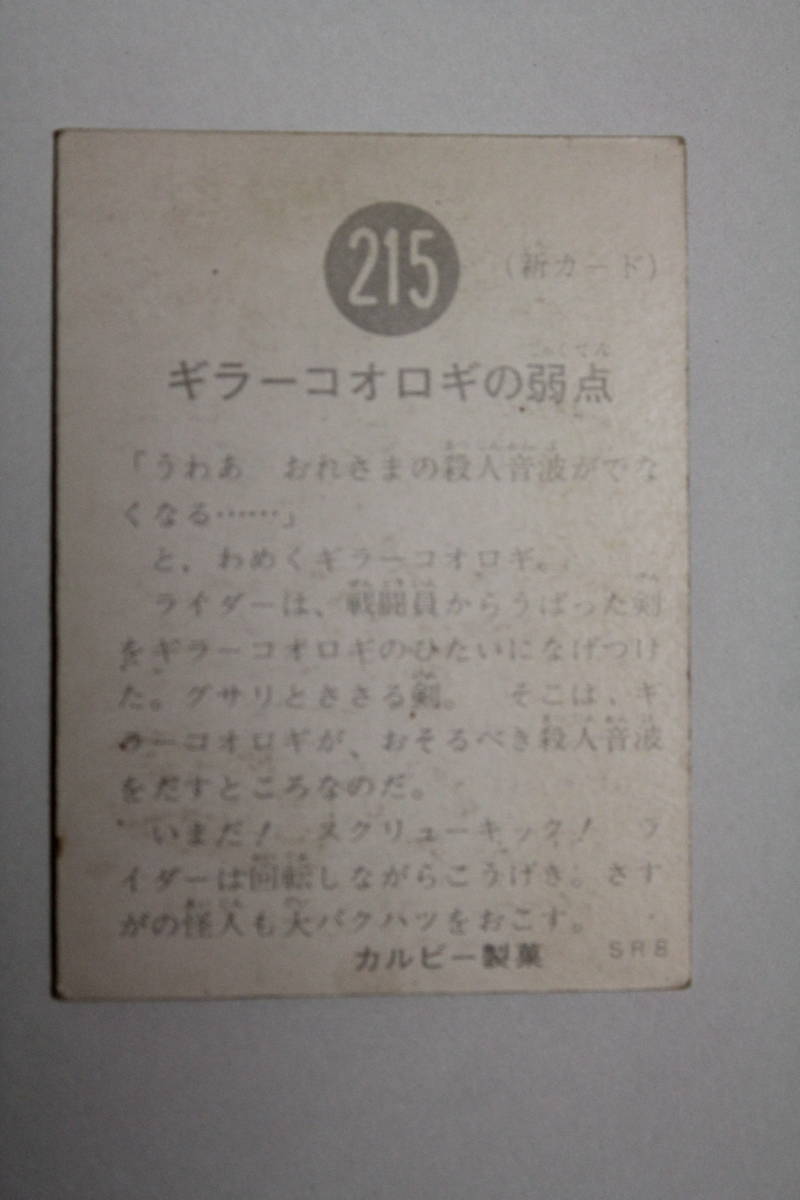 215
(新カード)
ギラーコオロギの弱点
「うわあ　おれさまの殺人音波がでな
くなる……」
と、わめくギラーコオロギ。
ライダーは、戦闘員からうばった剣
をギラーコオロギのひたいになげつけ
た。グサリとささる剣。　そこは、ギ
ラーコオロギが、おそるべき殺人音波
をだすところなのだ。
いまだ！　スクリューキック！　ラ
イダーは回転しながらこうげき。さす
がの怪人も大バクハツをおこす。
カルビー製菓　SR8